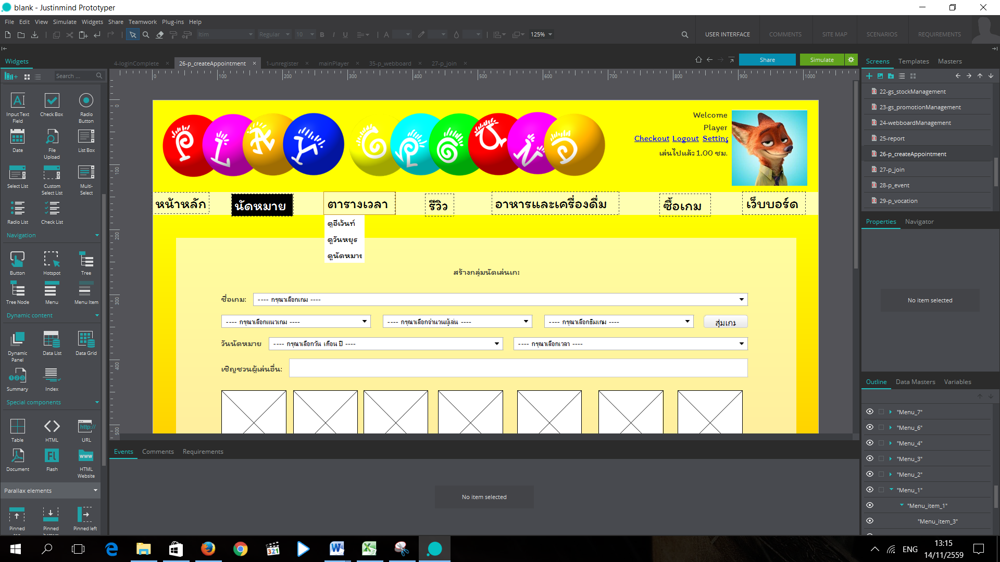 blank - Justinmind Prototyper
File Edit View Simulate Widgets Share Teamwork Plug-ins Help
Itim Regular 10 B I U A 125%
USER INTERFACE COMMENTS SITE MAP SCENARIOS REQUIREMENTS
Widgets
4-loginComplete 26-p_createAppointment 1-unregister mainPlayer 35-p_webboard 27-p_join
Share Simulate
Screens Templates Masters
Search ...
0 100 200 300 400 500 600 700 800 900 1000
Input Text Field
Check Box
Radio Button
Date
File Upload
List Box
Select List
Custom Select List
Multi-Select
Radio List
Check List
Navigation
Button
Hotspot
Tree
Tree Node
Menu
Menu Item
Dynamic content
Dynamic Panel
Data List
Data Grid
Summary
Index
Special components
Table
HTML
URL
Document
Flash
HTML Website
Parallax elements
Pinned
Pinned
Pinned left
0
100
200
300
400
500
PLAY GROUND
Welcome
Player
Checkout Logout Setting
เล่นไปแล้ว 1.00 ชม.
หน้าหลัก นัดหมาย ตารางเวลา รีวิว อาหารและเครื่องดื่ม ซื้อเกม เว็บบอร์ด
ดูอีเว้นท์
ดูวันหยุด
ดูนัดหมาย
สร้างกลุ่มนัดเล่นเกม
ชื่อเกม: ---- กรุณาเลือกเกม ----
---- กรุณาเลือกแนวเกม ---- ---- กรุณาเลือกจำนวนผู้เล่น ---- ---- กรุณาเลือกธีมเกม ---- สุ่มเกม
วันนัดหมาย ---- กรุณาเลือกวัน เดือน ปี ---- ---- กรุณาเลือกเวลา ----
เชิญชวนผู้เล่นอื่น:
Events Comments Requirements
No item selected
22-gs_stockManagement
23-gs_promotionManagement
24-webboardManagement
25-report
26-p_createAppointment
27-p_join
28-p_event
29-p_vocation
Properties Navigator
No item selected
Outline Data Masters Variables
"Menu_7"
"Menu_6"
"Menu_4"
"Menu_3"
"Menu_2"
"Menu_1"
"Menu_item_1"
"Menu_item_3"
ENG
13:15
14/11/2559